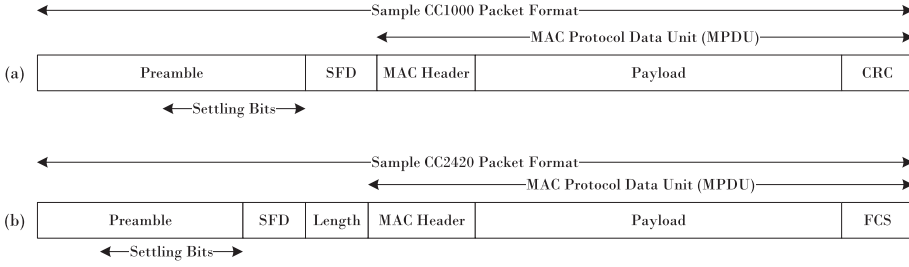 Sample CC1000 Packet Format
MAC Protocol Data Unit (MPDU)
(a) Preamble SFD MAC Header Payload CRC
Settling Bits
Sample CC2420 Packet Format
MAC Protocol Data Unit (MPDU)
(b) Preamble SFD Length MAC Header Payload FCS
Settling Bits